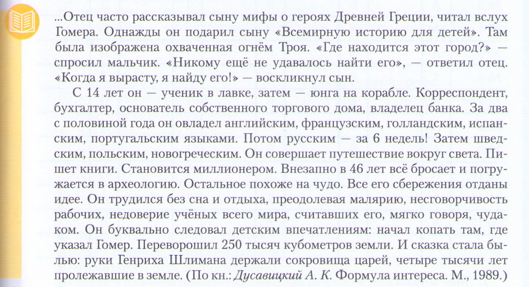 ...Отец часто рассказывал сыну мифы о героях Древней Греции, читал вслух
Гомера. Однажды он подарил сыну «Всемирную историю для детей». Там
была изображена охваченная огнём Троя. «Где находится этот город?» —
спросил мальчик. «Никому ещё не удавалось найти его», — ответил отец.
«Когда я вырасту, я найду его!» — воскликнул сын.
С 14 лет он — ученик в лавке, затем — юнга на корабле. Корреспондент,
бухгалтер, основатель собственного торгового дома, владелец банка. За два
с половиной года он овладел английским, французским, голландским, испан-
ским, португальским языками. Потом русским — за 6 недель! Затем швед-
ским, польским, новогреческим. Он совершает путешествие вокруг света. Пи-
шет книги. Становится миллионером. Внезапно в 46 лет всё бросает и погру-
жается в археологию. Остальное похоже на чудо. Все его сбережения отданы
идее. Он трудился без сна и отдыха, преодолевая малярию, несговорчивость
рабочих, недоверие учёных всего мира, считавших его, мягко говоря, чуда-
ком. Он буквально следовал детским впечатлениям: начал копать там, где
указал Гомер. Переворошил 250 тысяч кубометров земли. И сказка стала бы-
лью: руки Генриха Шлимана держали сокровища царей, четыре тысячи лет
пролежавшие в земле. (По кн.: Дусавицкий А. К. Формула интереса. М., 1989.)